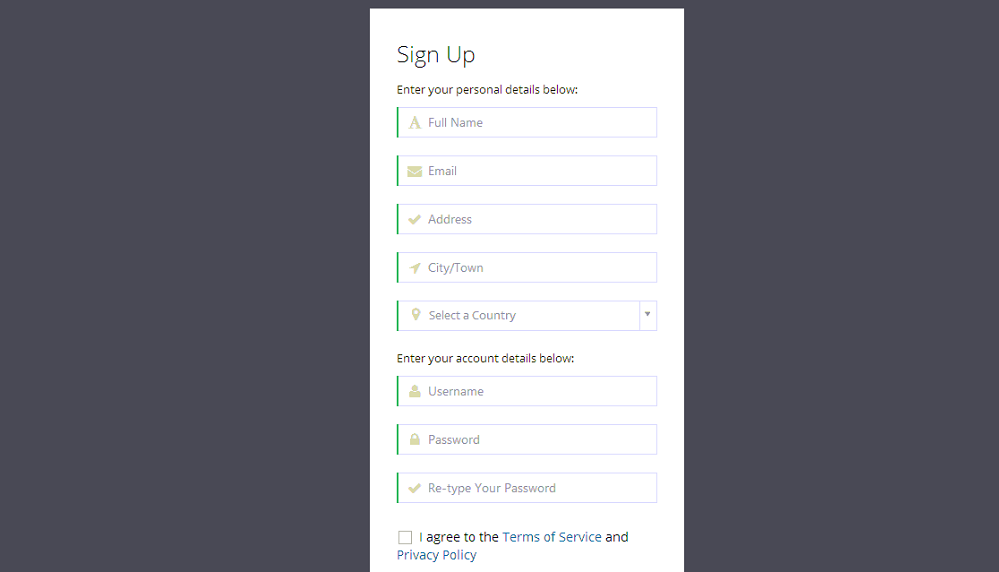 Sign Up
Enter your personal details below:
Full Name
Email
Address
City/Town
Select a Country
Enter your account details below:
Username
Password
Re-type Your Password
I agree to the Terms of Service and
Privacy Policy